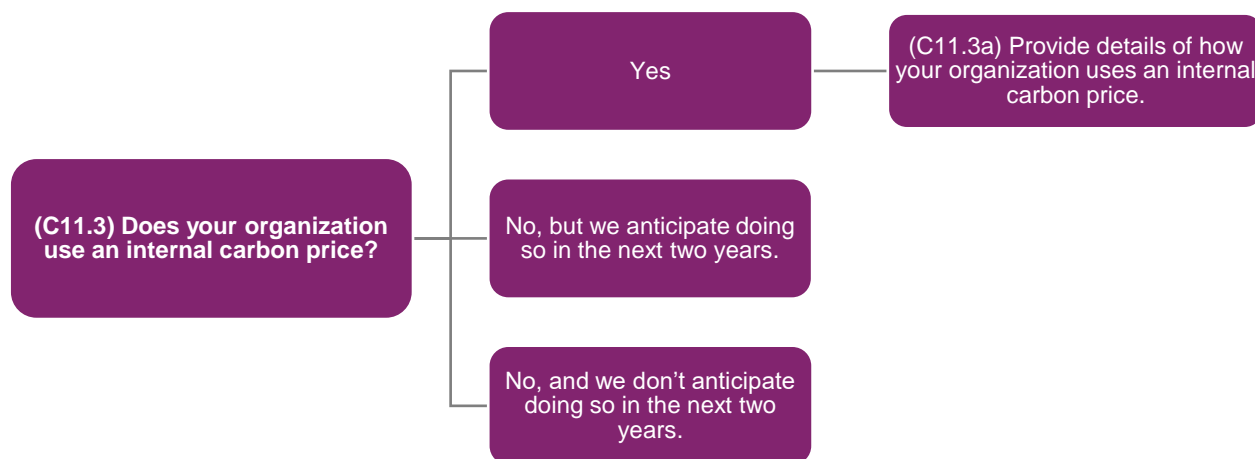 (C11.3) Does your organization
use an internal carbon price?
Yes
(C11.3a) Provide details of how
your organization uses an internal
carbon price.
No, but we anticipate doing
so in the next two years.
No, and we don’t anticipate
doing so in the next two
years.